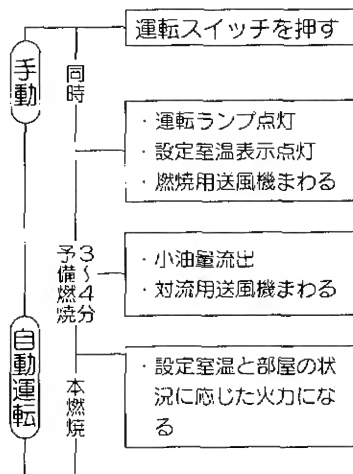 運転スイッチを押す
手動
同時
・運転ランプ点灯
・設定室温表示点灯
・燃焼用送風機まわる
3〜4分
予備燃焼
・小油量流出
・対流用送風機まわる
自動運転
本燃焼
・設定室温と部屋の状
況に応じた火力にな
る